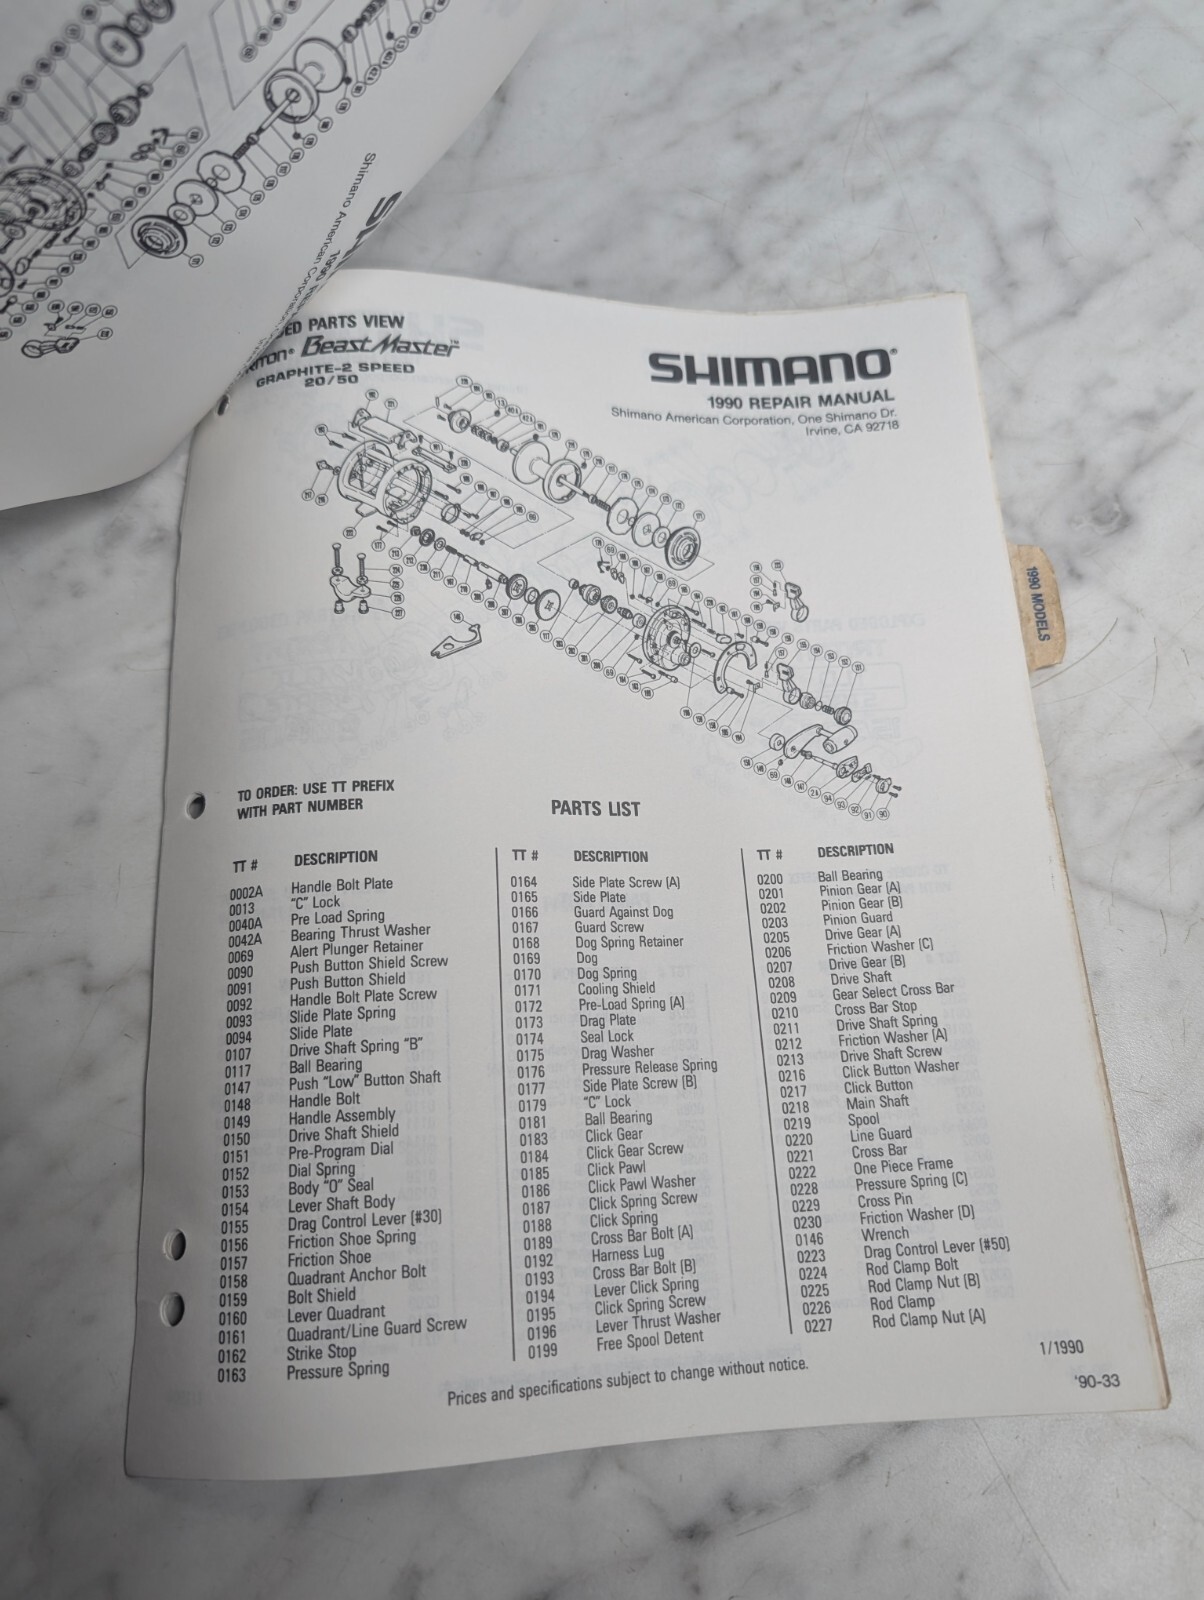 Shimano American Corporation
1990
ED PARTS VIEW
BeastMaster™
GRAPHITE-2 SPEED
20/50
SHIMANO®
1990 REPAIR MANUAL
Shimano American Corporation, One Shimano Dr.
Irvine, CA 92718
1990 MODELS
TO ORDER: USE TT PREFIX
WITH PART NUMBER
PARTS LIST
TT # DESCRIPTION
0002A Handle Bolt Plate
0013 "C" Lock
0040A Pre Load Spring
0042A Bearing Thrust Washer
0069 Alert Plunger Retainer
0090 Push Button Shield Screw
0091 Push Button Shield
0092 Handle Bolt Plate Screw
0093 Slide Plate Spring
0094 Slide Plate
0107 Drive Shaft Spring "B"
0117 Ball Bearing
0147 Push "Low" Button Shaft
0148 Handle Bolt
0149 Handle Assembly
0150 Drive Shaft Shield
0151 Pre-Program Dial
0152 Dial Spring
0153 Body "O" Seal
0154 Lever Shaft Body
0155 Drag Control Lever (#30)
0156 Friction Shoe Spring
0157 Friction Shoe
0158 Quadrant Anchor Bolt
0159 Bolt Shield
0160 Lever Quadrant
0161 Quadrant/Line Guard Screw
0162 Strike Stop
0163 Pressure Spring
TT # DESCRIPTION
0164 Side Plate Screw (A)
0165 Side Plate
0166 Guard Against Dog
0167 Guard Screw
0168 Dog Spring Retainer
0169 Dog
0170 Dog Spring
0171 Cooling Shield
0172 Pre-Load Spring (A)
0173 Drag Plate
0174 Seal Lock
0175 Drag Washer
0176 Pressure Release Spring
0177 Side Plate Screw (B)
0179 "C" Lock
0181 Ball Bearing
0183 Click Gear
0184 Click Gear Screw
0185 Click Pawl
0186 Click Pawl Washer
0187 Click Spring Screw
0188 Click Spring
0189 Cross Bar Bolt (A)
0192 Harness Lug
0193 Cross Bar Bolt (B)
0194 Lever Click Spring
0195 Click Spring Screw
0196 Lever Thrust Washer
0199 Free Spool Detent
TT # DESCRIPTION
0200 Ball Bearing
0201 Pinion Gear (A)
0202 Pinion Gear (B)
0203 Pinion Guard
0205 Drive Gear (A)
0206 Friction Washer (C)
0207 Drive Gear (B)
0208 Drive Shaft
0209 Gear Select Cross Bar
0210 Cross Bar Stop
0211 Drive Shaft Spring
0212 Friction Washer (A)
0213 Drive Shaft Screw
0216 Click Button Washer
0217 Click Button
0218 Main Shaft
0219 Spool
0220 Line Guard
0221 Cross Bar
0222 One Piece Frame
0228 Pressure Spring (C)
0229 Cross Pin
0230 Friction Washer (D)
0146 Wrench
0223 Drag Control Lever (#50)
0224 Rod Clamp Bolt
0225 Rod Clamp Nut (B)
0226 Rod Clamp
0227 Rod Clamp Nut (A)
Prices and specifications subject to change without notice.
1/1990
'90-33